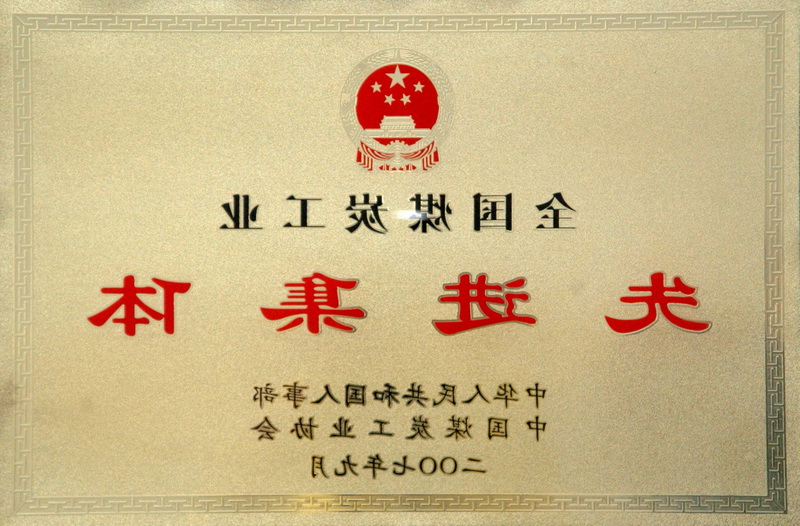 全国煤炭工业
先进集体
中华人民共和国人事部
中国煤炭工业协会
二〇〇七年九月